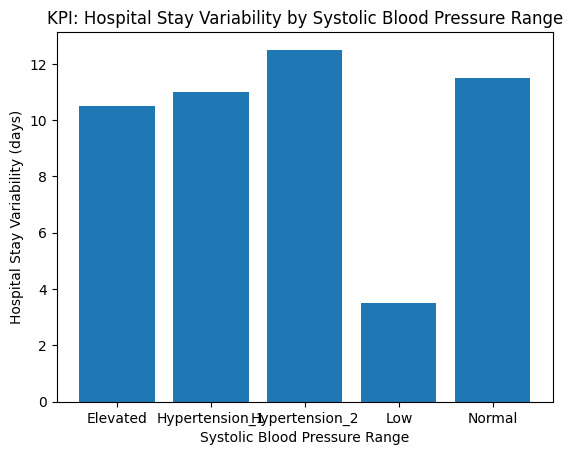 KPI: Hospital Stay Variability by Systolic Blood Pressure Range
Hospital Stay Variability (days)
12
10
8
6
4
2
0
Elevated Hypertension_1 Hypertension_2 Low Normal
Systolic Blood Pressure Range